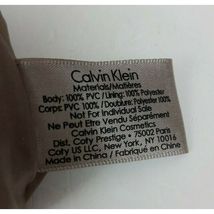 Calvin Klein
Materials/Matières
Body: 100% PVC / Lining: 100% Polyester
Corps: PVC 100% / Doublure: Polyester 100%
Not For Individual Sale
Ne Peut Etre Vendu Séparément
Calvin Klein Cosmetics
Dist. Coty Prestige • 75002 Paris
Coty US LLC, New York, NY 10016
Made in China / Fabriqué en Chine